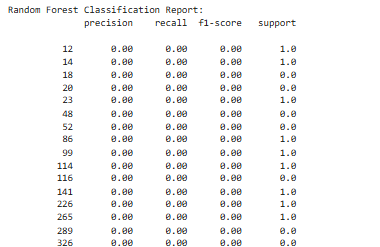 Random Forest Classification Report:
precision recall f1-score support
12 0.00 0.00 0.00 1.0
14 0.00 0.00 0.00 1.0
18 0.00 0.00 0.00 0.0
20 0.00 0.00 0.00 0.0
23 0.00 0.00 0.00 1.0
48 0.00 0.00 0.00 0.0
52 0.00 0.00 0.00 0.0
86 0.00 0.00 0.00 1.0
99 0.00 0.00 0.00 1.0
114 0.00 0.00 0.00 1.0
116 0.00 0.00 0.00 0.0
141 0.00 0.00 0.00 1.0
226 0.00 0.00 0.00 1.0
265 0.00 0.00 0.00 1.0
289 0.00 0.00 0.00 0.0
326 0.00 0.00 0.00 0.0